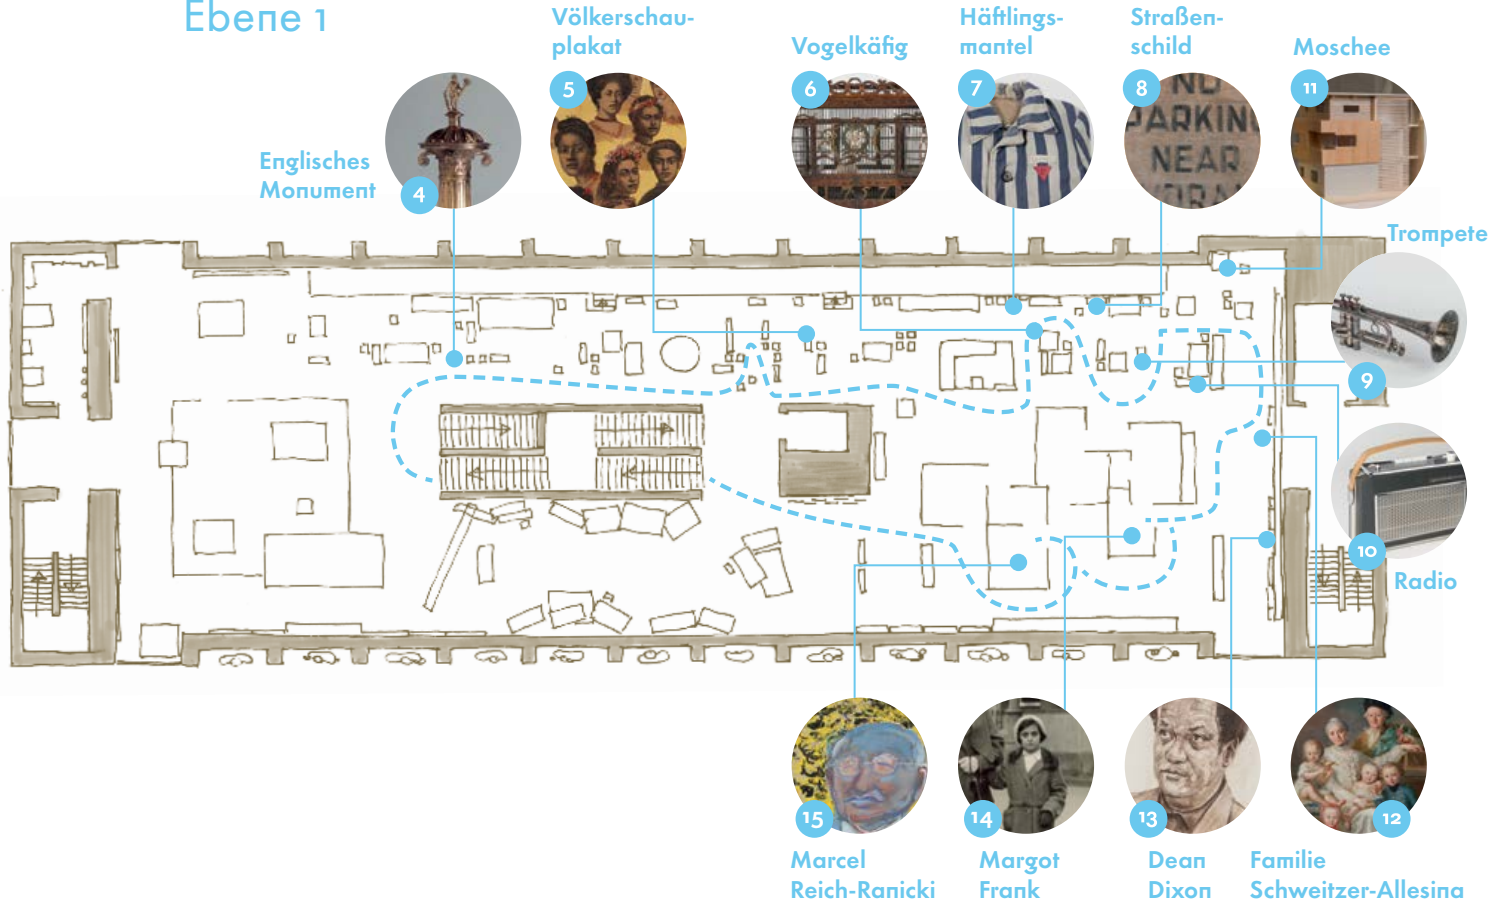 Ebene 1
Englisches
Monument
4
Völkerschau-
plakat
5
Vogelkäfig
6
Häftlings-
mantel
7
Straßen-
schild
8
NO
PARKING
NEAR
Moschee
11
Trompete
9
10
Radio
15
Marcel
Reich-Ranicki
14
Margot
Frank
13
Dean
Dixon
12
Familie
Schweitzer-Allesina